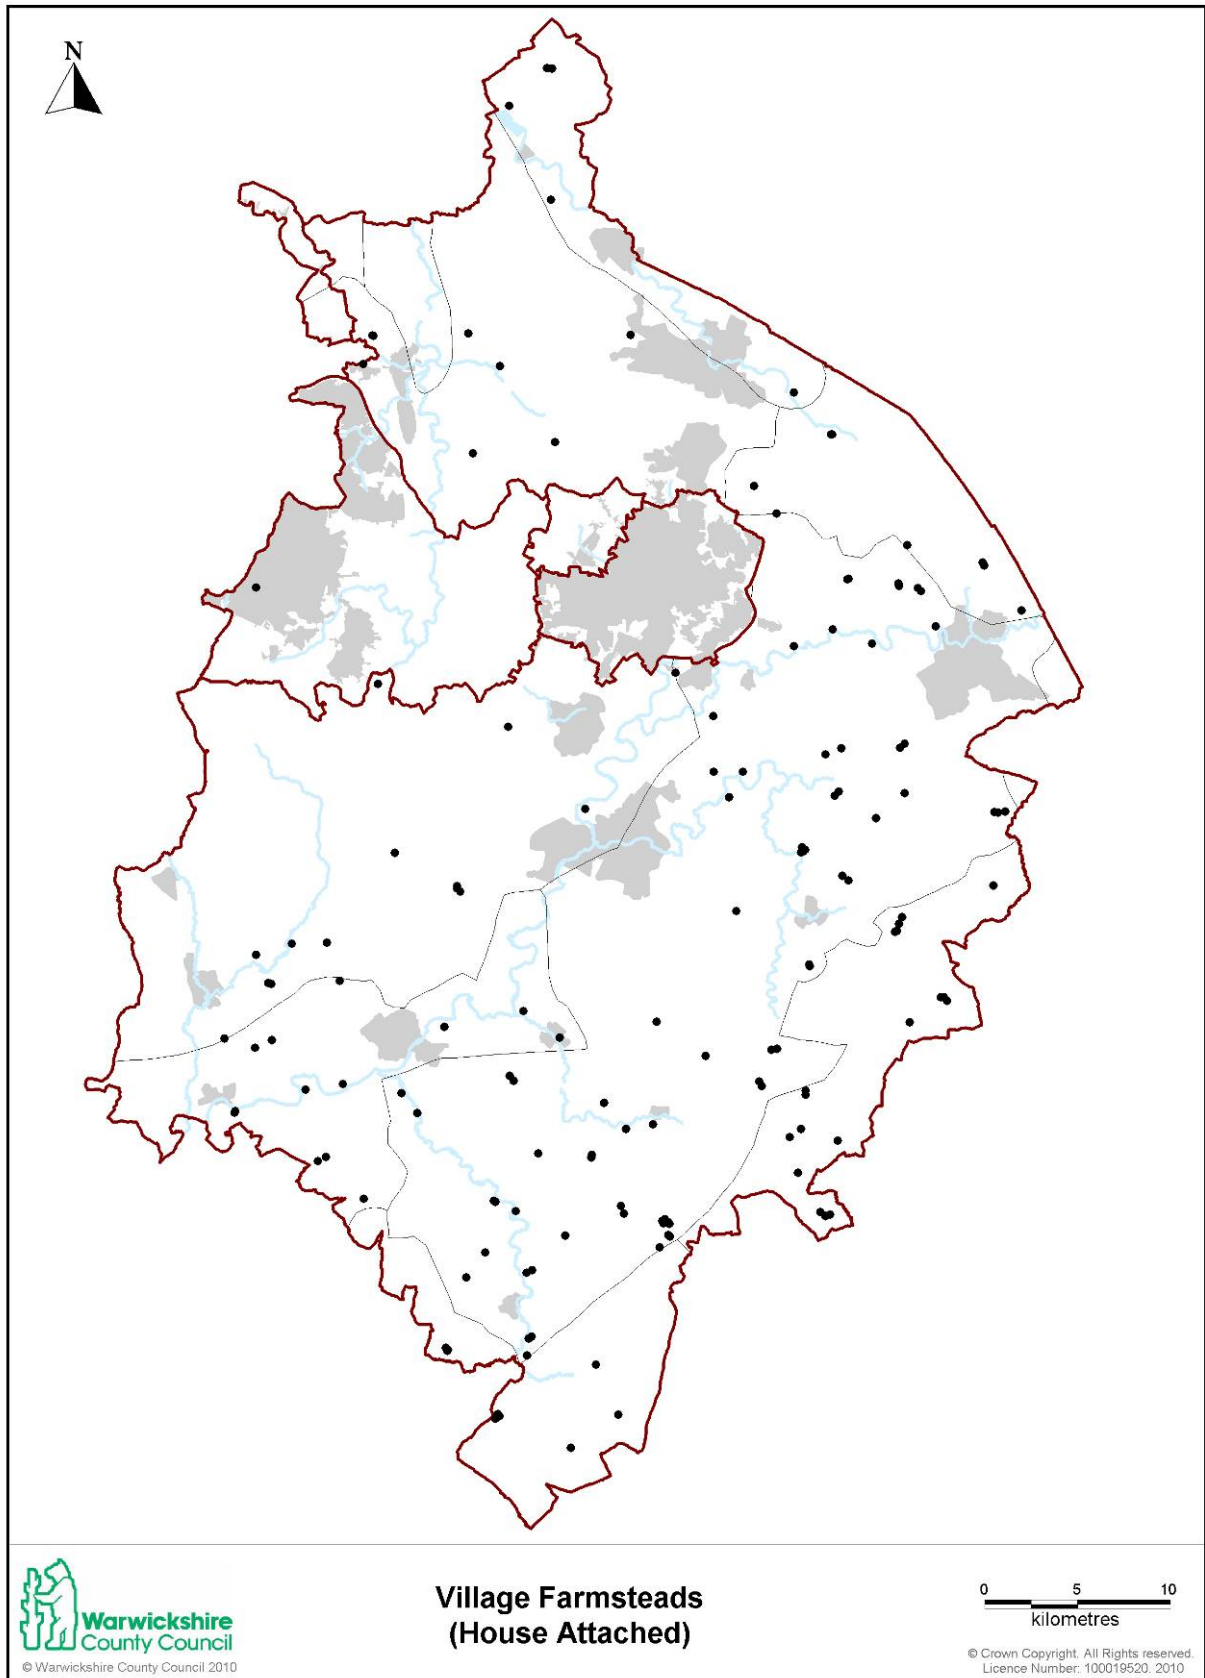 N
Warwickshire
County Council
© Warwickshire County Council 2010
Village Farmsteads
(House Attached)
0 5 10
kilometres
© Crown Copyright. All Rights reserved.
Licence Number: 100019520. 2010